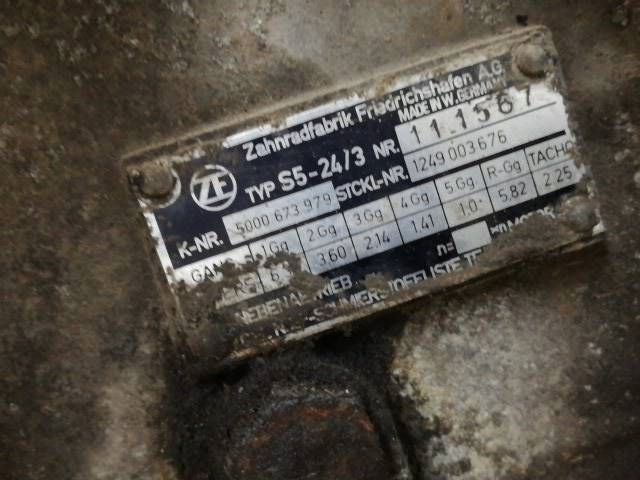 Zahnradfabrik Friedrichshafen A.G.
MADE IN W. GERMANY
ZF TYP S5-24/3 NR. 11.1567
K-NR. 5000 673 979 STCKL-NR. 1249 003 676
1Gg 2Gg 3Gg 4Gg 5Gg R-Gg TACHO
6 3.60 2.14 1.41 1.0 5.82 2.25
n=